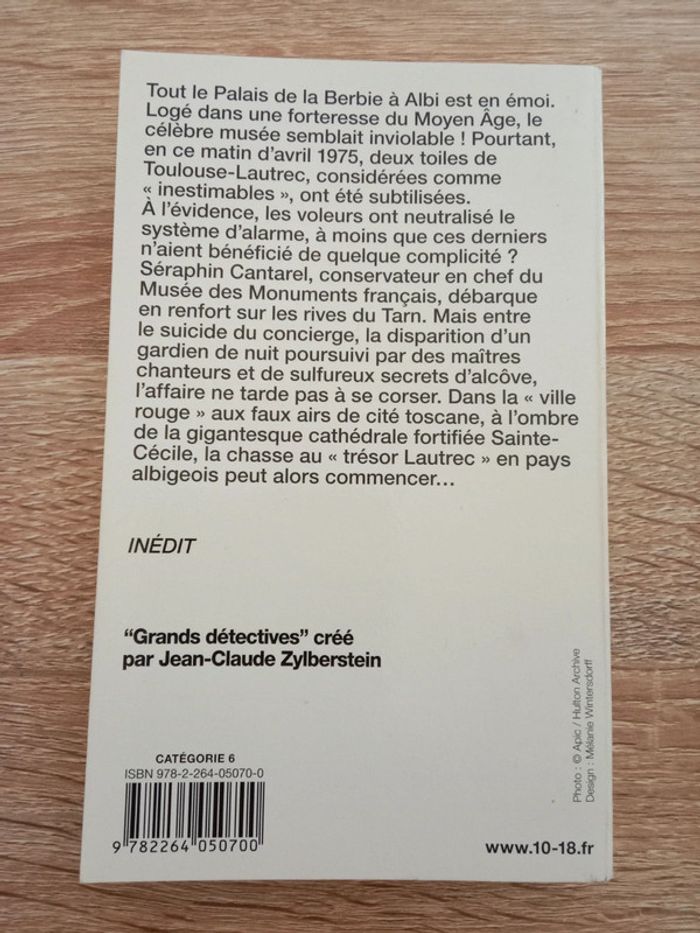 Tout le Palais de la Berbie à Albi est en émoi.
Logé dans une forteresse du Moyen Âge, le
célèbre musée semblait inviolable ! Pourtant,
en ce matin d'avril 1975, deux toiles de
Toulouse-Lautrec, considérées comme
« inestimables », ont été subtilisées.
À l'évidence, les voleurs ont neutralisé le
système d'alarme, à moins que ces derniers
n'aient bénéficié de quelque complicité ?
Séraphin Cantarel, conservateur en chef du
Musée des Monuments français, débarque
en renfort sur les rives du Tarn. Mais entre
le suicide du concierge, la disparition d'un
gardien de nuit poursuivi par des maîtres
chanteurs et de sulfureux secrets d'alcôve,
l'affaire ne tarde pas à se corser. Dans la « ville
rouge » aux faux airs de cité toscane, à l'ombre
de la gigantesque cathédrale fortifiée Sainte-
Cécile, la chasse au « trésor Lautrec » en pays
albigeois peut alors commencer...
INÉDIT
"Grands détectives" créé
par Jean-Claude Zylberstein
Photo : © Apic / Hulton Archive
Design : Mélanie Wintersdorff
CATÉGORIE 6
ISBN 978-2-264-05070-0
9 782264 050700
www.10-18.fr